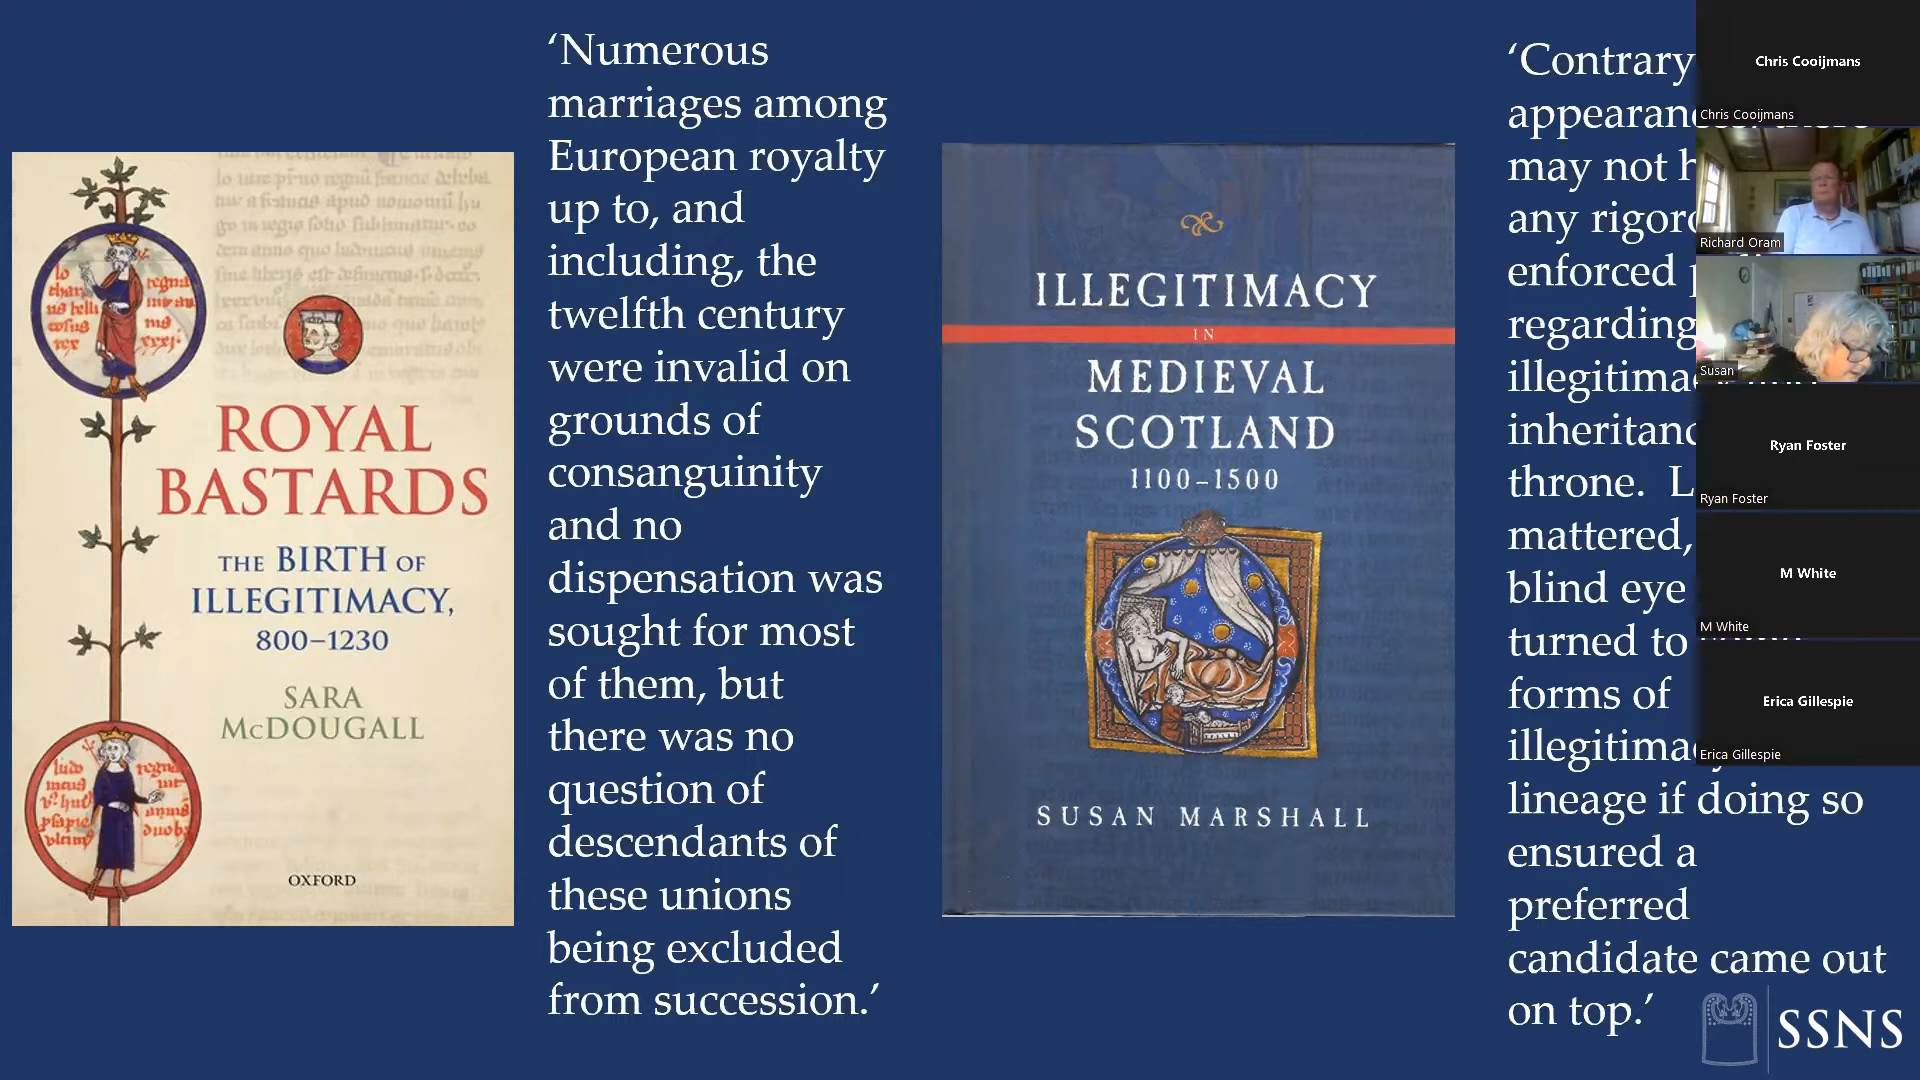 ROYAL
BASTARDS
THE BIRTH OF
ILLEGITIMACY,
800–1230
SARA
McDOUGALL
OXFORD
‘Numerous
marriages among
European royalty
up to, and
including, the
twelfth century
were invalid on
grounds of
consanguinity
and no
dispensation was
sought for most
of them, but
there was no
question of
descendants of
these unions
being excluded
from succession.’
ILLEGITIMACY
IN
MEDIEVAL
SCOTLAND
1100–1500
SUSAN MARSHALL
‘Contrary
may not
any
enforced
regarding
throne.
mattered,
blind eye
turned to
forms of
lineage if doing so
ensured a
preferred
candidate came out
on top.’
Chris Cooijmans
Chris Cooijmans
Richard Oram
Susan
Ryan Foster
Ryan Foster
M White
M White
Erica Gillespie
Erica Gillespie
SSNS